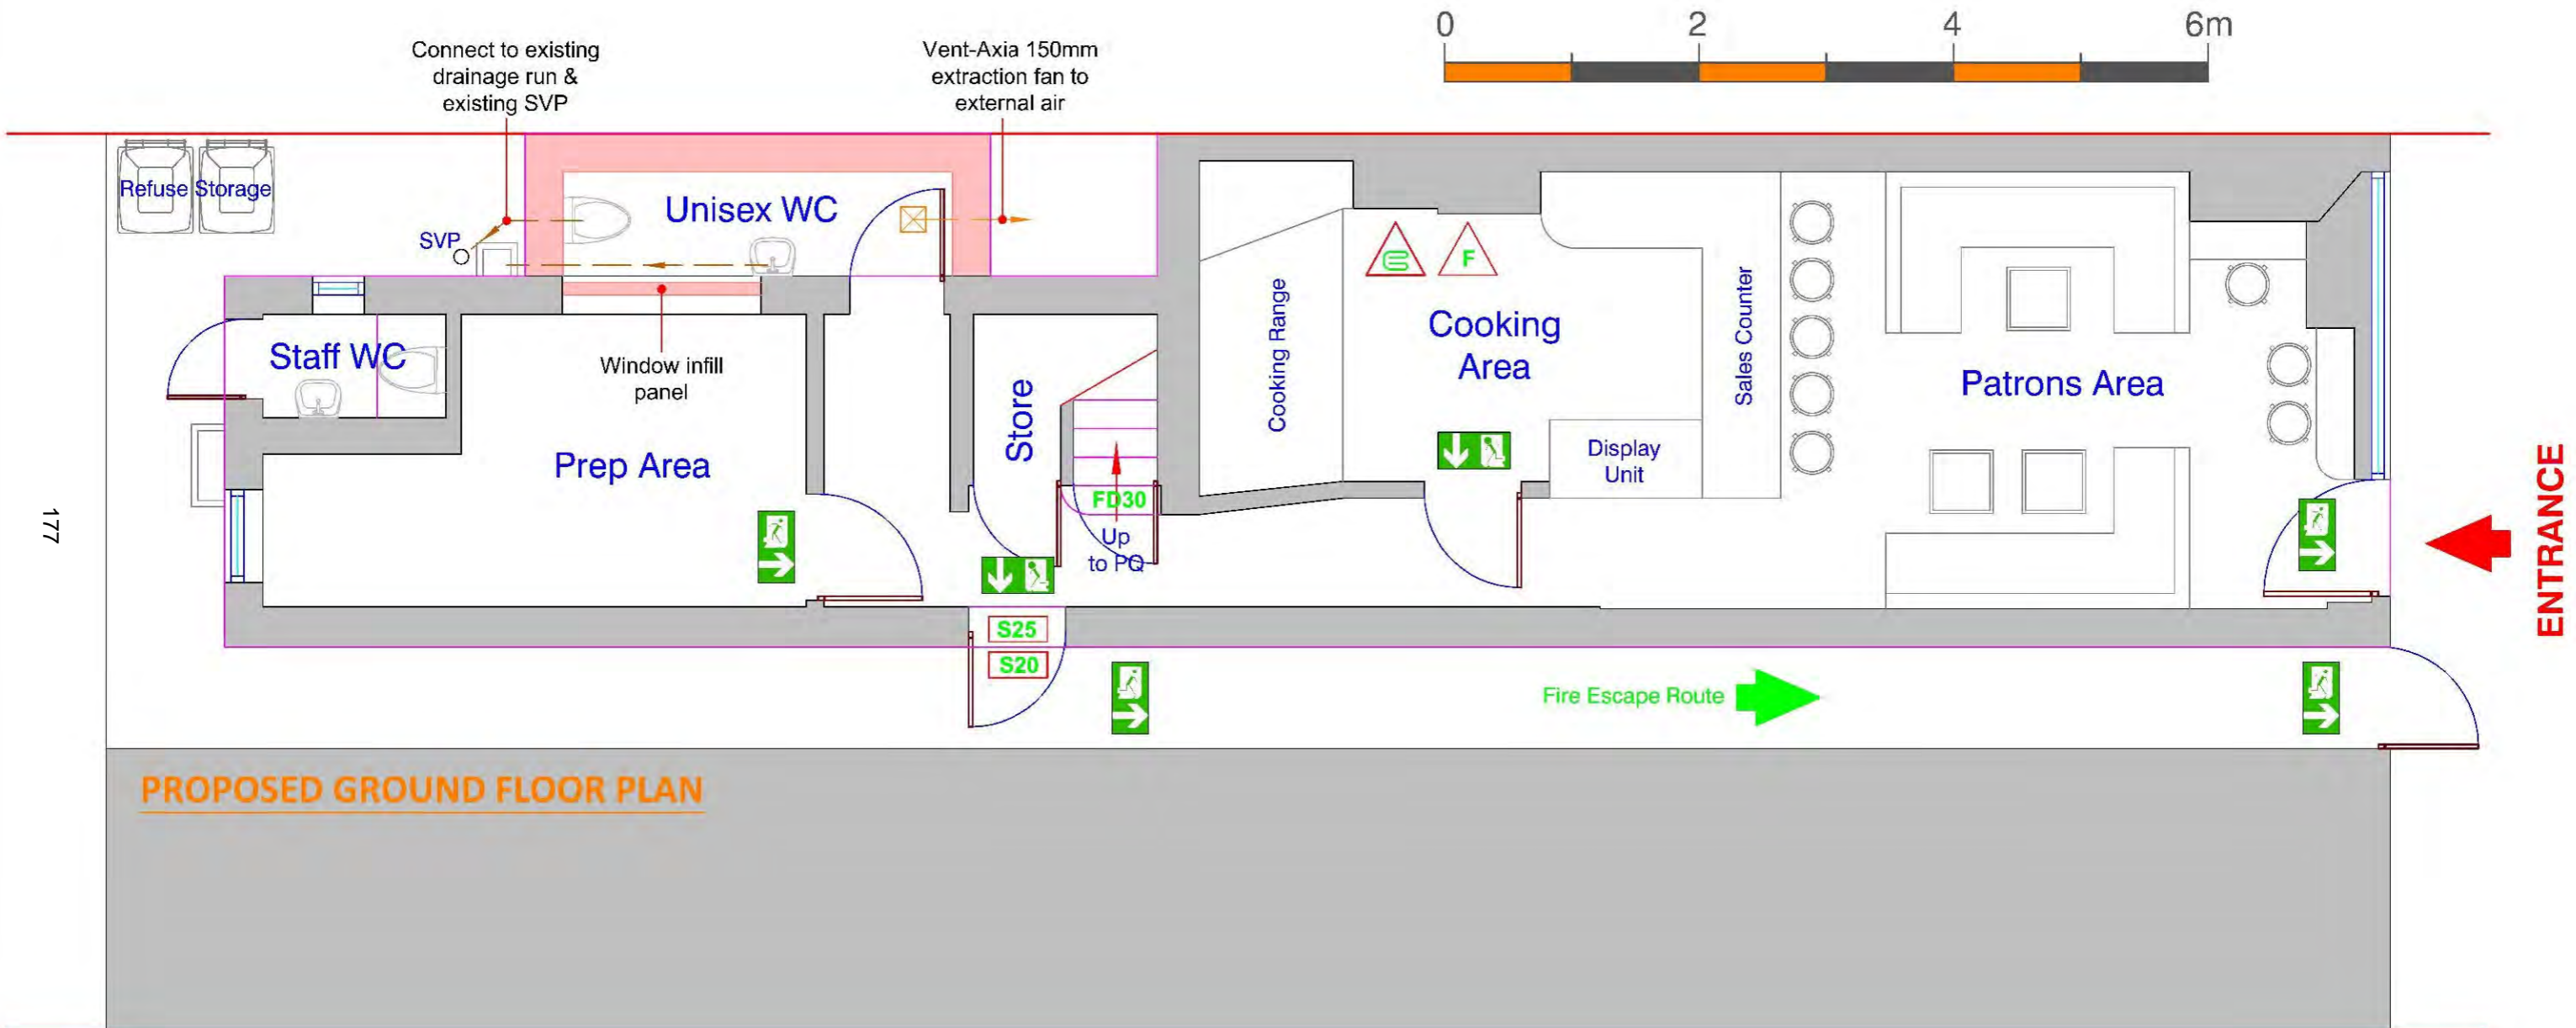 0 2 4 6m
Connect to existing
drainage run &
existing SVP
Vent-Axia 150mm
extraction fan to
external air
Refuse Storage
Unisex WC
SVP
F
Staff WC
Window infill
panel
Prep Area
Store
FD30
Up
to PQ
Cooking Range
Cooking
Area
Sales Counter
Display
Unit
Patrons Area
ENTRANCE
177
S25
S20
Fire Escape Route
PROPOSED GROUND FLOOR PLAN